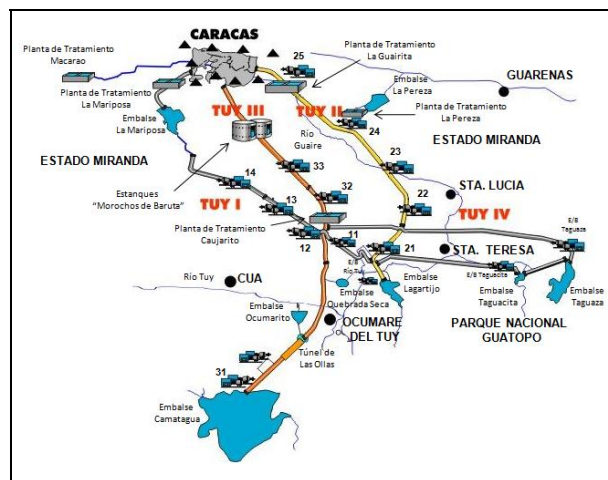 CARACAS
Planta de Tratamiento
Macarao
25
Planta de Tratamiento
La Guairita
Embalse
La Pereza
GUARENAS
Planta de Tratamiento
La Mariposa
TUY III
TUY II
Planta de Tratamiento
La Pereza
Embalse
La Mariposa
24
ESTADO MIRANDA
Río
Guaire
ESTADO MIRANDA
23
33
Estanques
"Morochos de Baruta"
14
32
STA. LUCIA
TUY I
13
22
TUY IV
Planta de Tratamiento
Caujarito
12
11
21
STA. TERESA
E/B
Taguaza
E/B
Río Tuy
E/B Taguacita
Río Tuy
CUA
Embalse
Quebrada Seca
Embalse
Lagartijo
Embalse
Taguacita
Embalse
Taguaza
Embalse
Ocumarito
OCUMARE
DEL TUY
PARQUE NACIONAL
GUATOPO
Túnel de
Las Ollas
31
Embalse
Camatagua